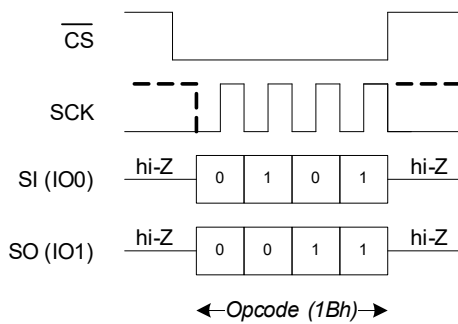 CS
SCK
hi-Z hi-Z
SI (IO0) 0 1 0 1
hi-Z hi-Z
SO (IO1) 0 0 1 1
Opcode (1Bh)